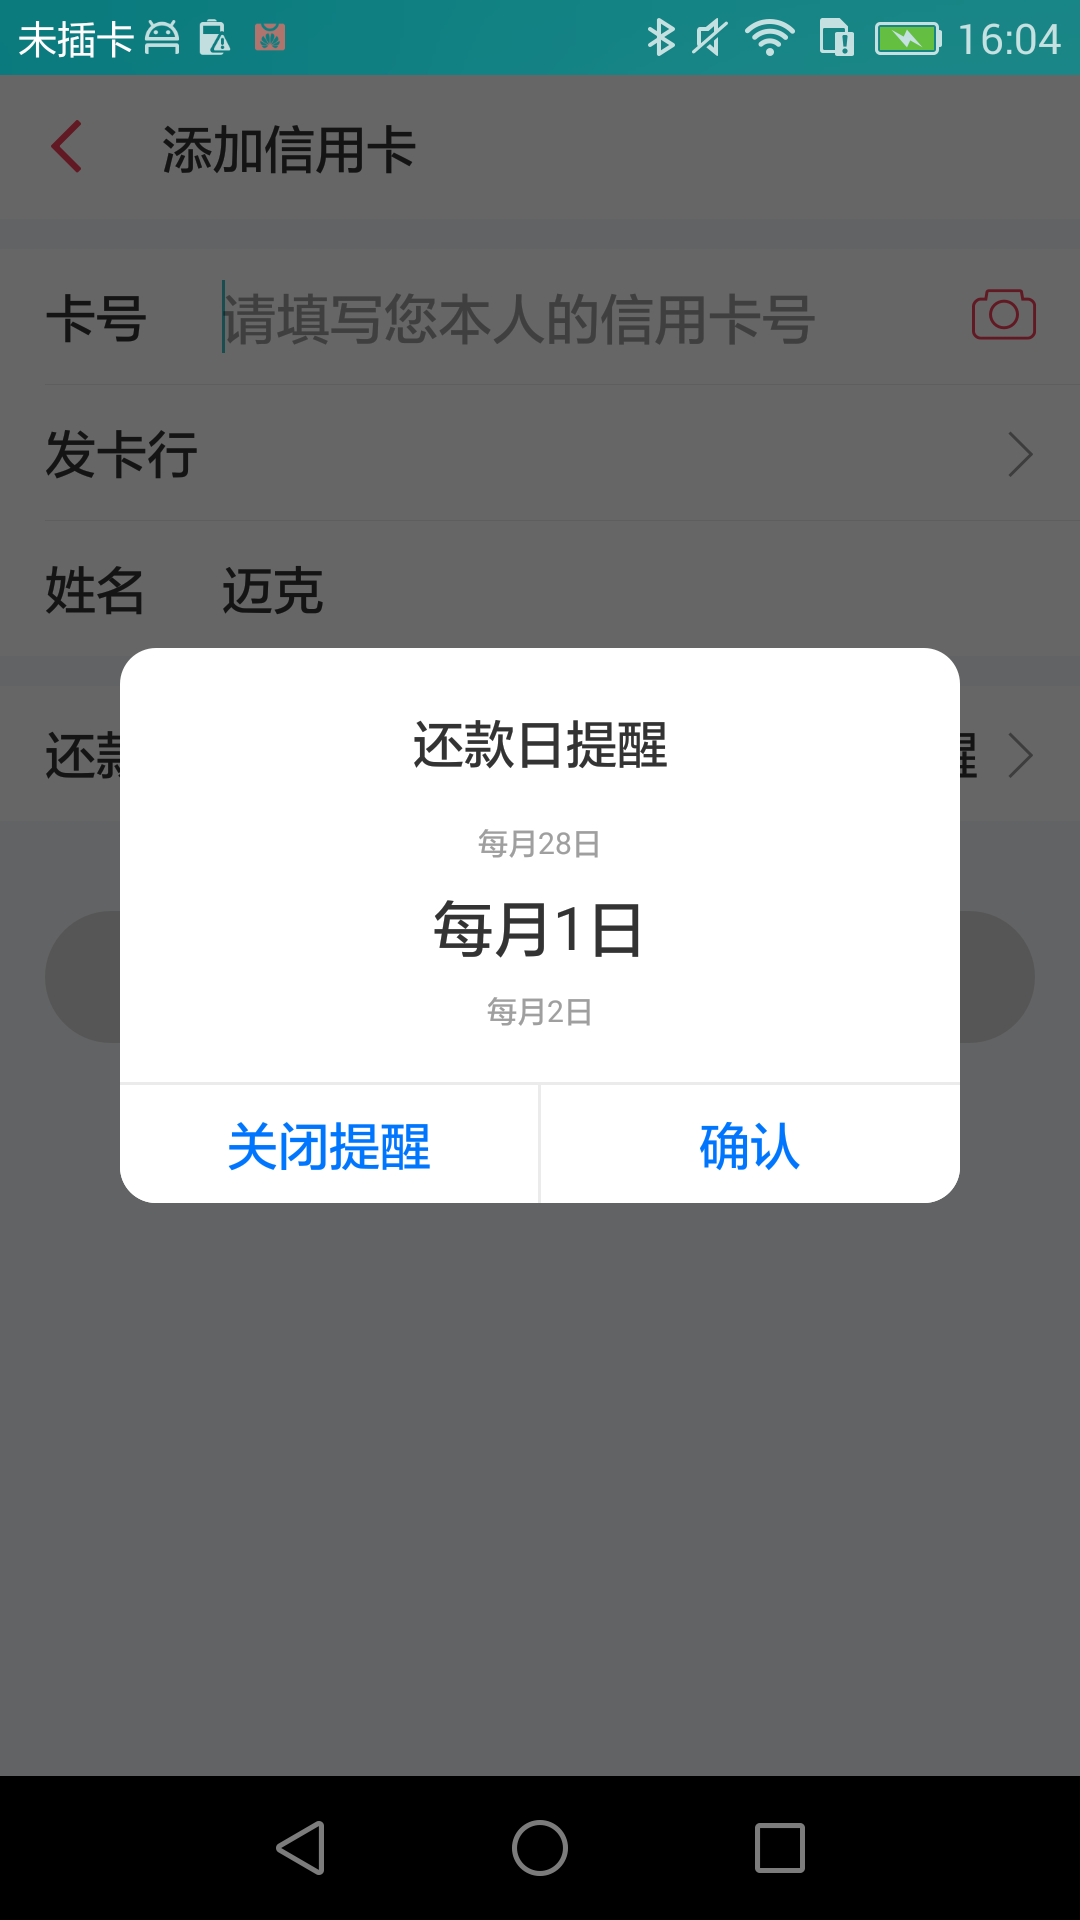 未插卡 16:04
添加信用卡
卡号 请填写您本人的信用卡号
发卡行
姓名 迈克
还款 醒
还款日提醒
每月28日
每月1日
每月2日
关闭提醒 确认